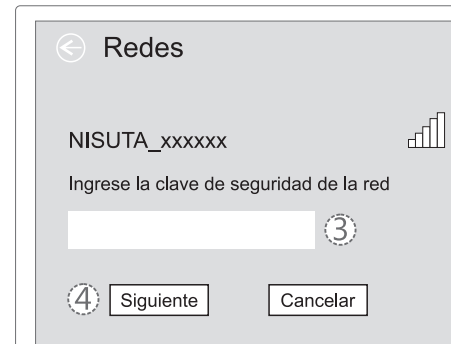 Redes
NISUTA_xxxxxx
Ingrese la clave de seguridad de la red
3
4 Siguiente Cancelar